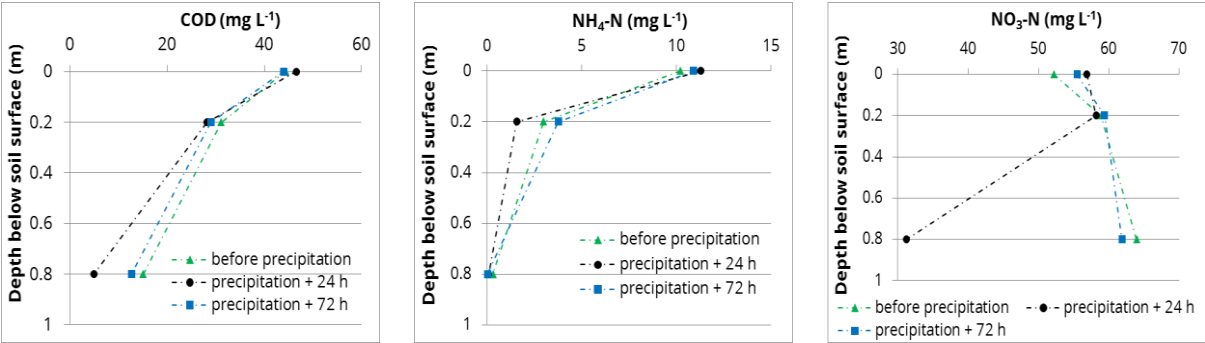 COD (mg L-1)
0 20 40 60
0
0.2
0.4
0.6
0.8
1
Depth below soil surface (m)
before precipitation
precipitation + 24 h
precipitation + 72 h
NH4-N (mg L-1)
0 5 10 15
0
0.2
0.4
0.6
0.8
1
Depth below soil surface (m)
before precipitation
precipitation + 24 h
precipitation + 72 h
NO3-N (mg L-1)
30 40 50 60 70
0
0.2
0.4
0.6
0.8
1
Depth below soil surface (m)
before precipitation precipitation + 24 h
precipitation + 72 h